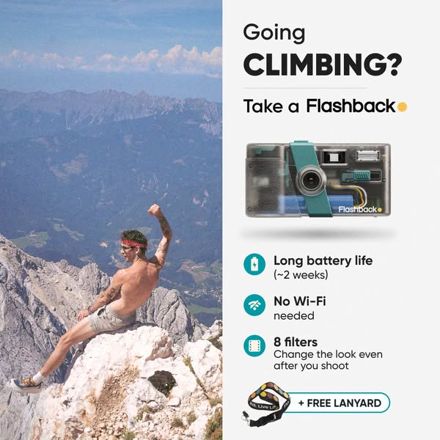 Going
CLIMBING?
Take a Flashback
Flashback
Long battery life
(~2 weeks)
No Wi-Fi
needed
8 filters
Change the look even
after you shoot
+ FREE LANYARD